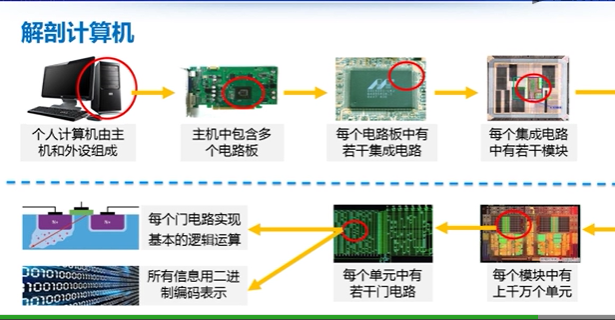 解剖计算机
个人计算机由主
机和外设组成
主机中包含多
个电路板
每个电路板中有
若干集成电路
每个集成电路
中有若干模块
每个门电路实现
基本的逻辑运算
所有信息用二进
制编码表示
每个单元中有
若干门电路
每个模块中有
上千万个单元